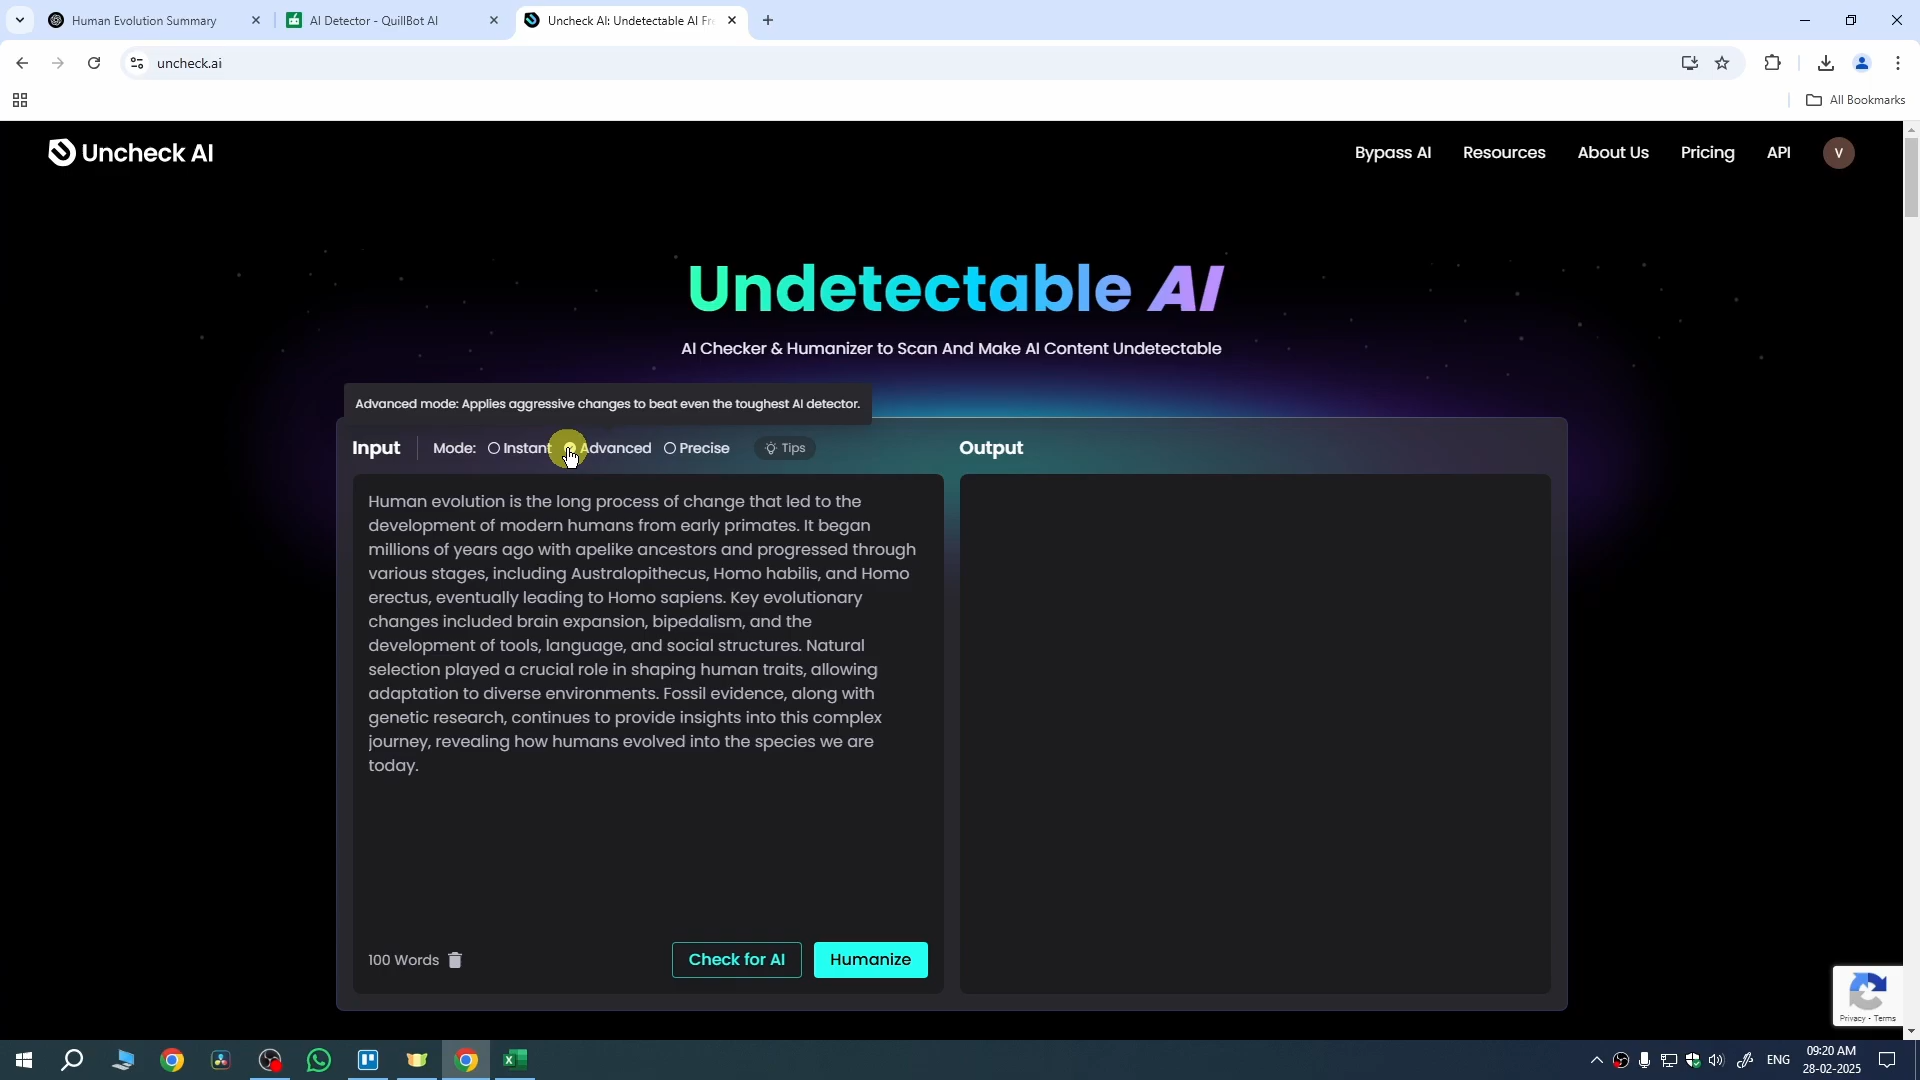 Human Evolution Summary
AI Detector - QuillBot AI
Uncheck AI: Undetectable AI Fre
uncheck.ai
All Bookmarks
Uncheck AI
Bypass AI
Resources
About Us
Pricing
API
V
Undetectable AI
AI Checker & Humanizer to Scan And Make AI Content Undetectable
Advanced mode: Applies aggressive changes to beat even the toughest AI detector.
Input
Mode:
Instant
Advanced
Precise
Tips
Output
Human evolution is the long process of change that led to the
development of modern humans from early primates. It began
millions of years ago with apelike ancestors and progressed through
various stages, including Australopithecus, Homo habilis, and Homo
erectus, eventually leading to Homo sapiens. Key evolutionary
changes included brain expansion, bipedalism, and the
development of tools, language, and social structures. Natural
selection played a crucial role in shaping human traits, allowing
adaptation to diverse environments. Fossil evidence, along with
genetic research, continues to provide insights into this complex
journey, revealing how humans evolved into the species we are
today.
100 Words
Check for AI
Humanize
Privacy - Terms
ENG
09:20 AM
28-02-2025